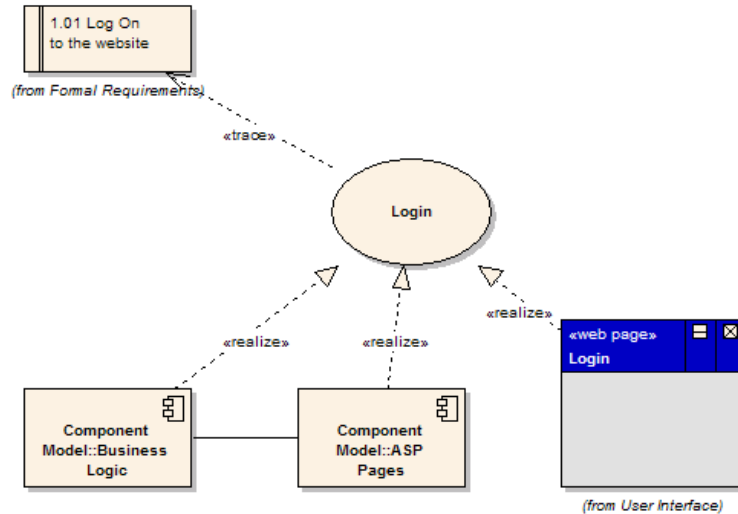 1.01 Log On
to the website
(from Formal Requirements)
«trace»
Login
«realize»
«realize»
«realize»
«web page»
Login
Component
Model::Business
Logic
Component
Model::ASP
Pages
(from User Interface)